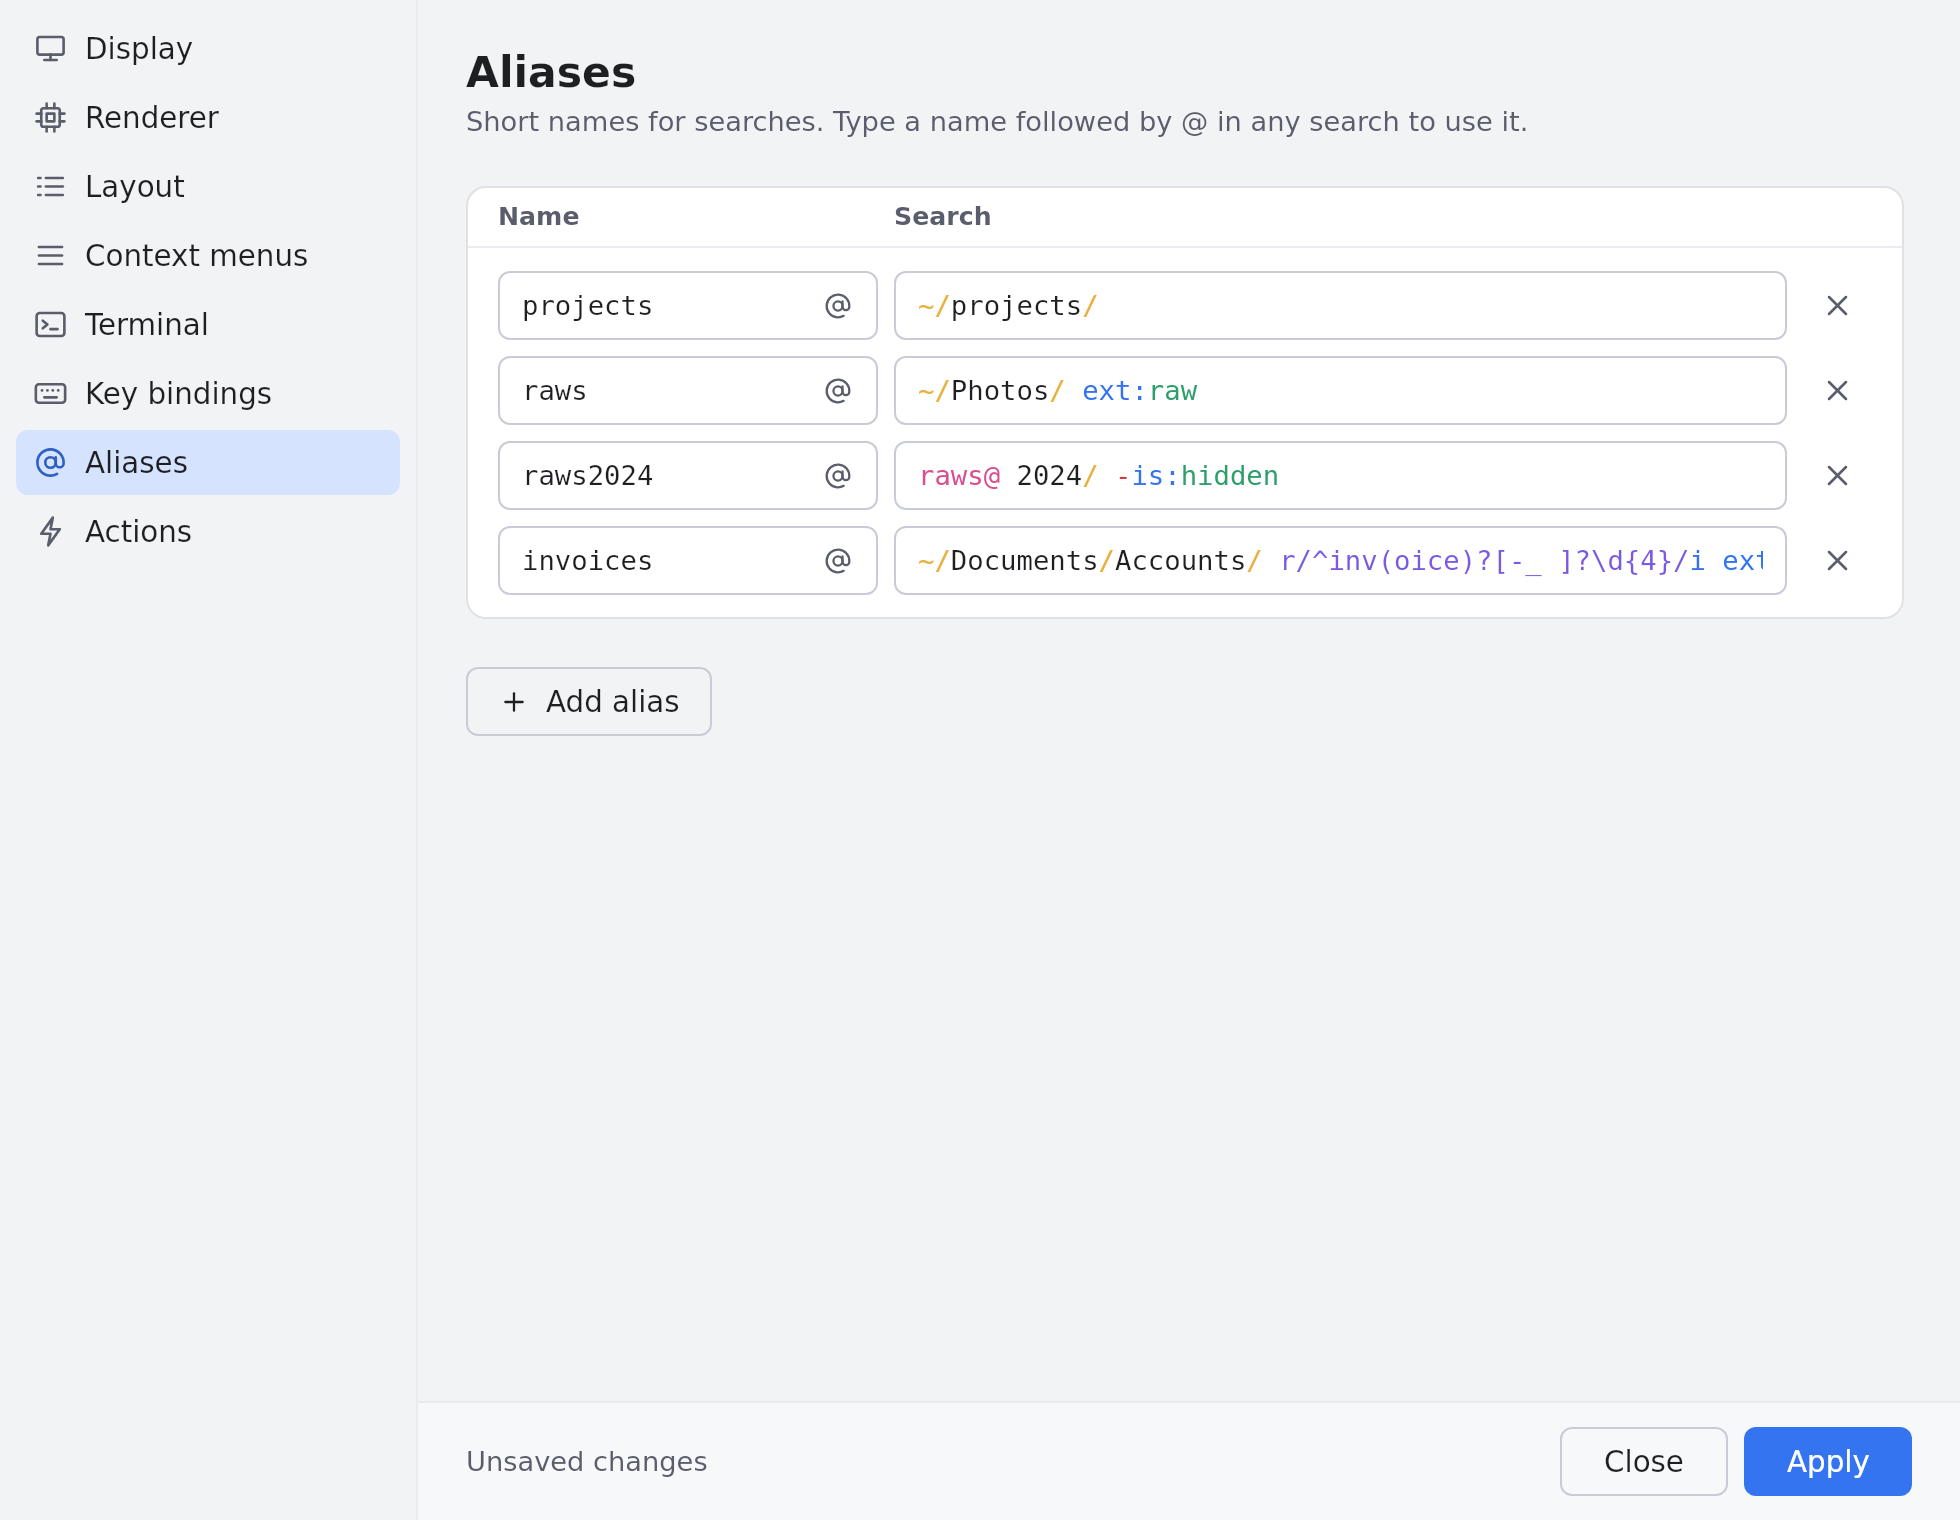 Display
Renderer
Layout
Context menus
Terminal
Key bindings
Aliases
Actions
Aliases
Short names for searches. Type a name followed by @ in any search to use it.
Name Search
projects @ ~/projects/
raws @ ~/Photos/ ext:raw
raws2024 @ raws@ 2024/ -is:hidden
invoices @ ~/Documents/Accounts/ r/^inv(oice)?[-_ ]?\d{4}/i ext
+ Add alias
Unsaved changes
Close Apply